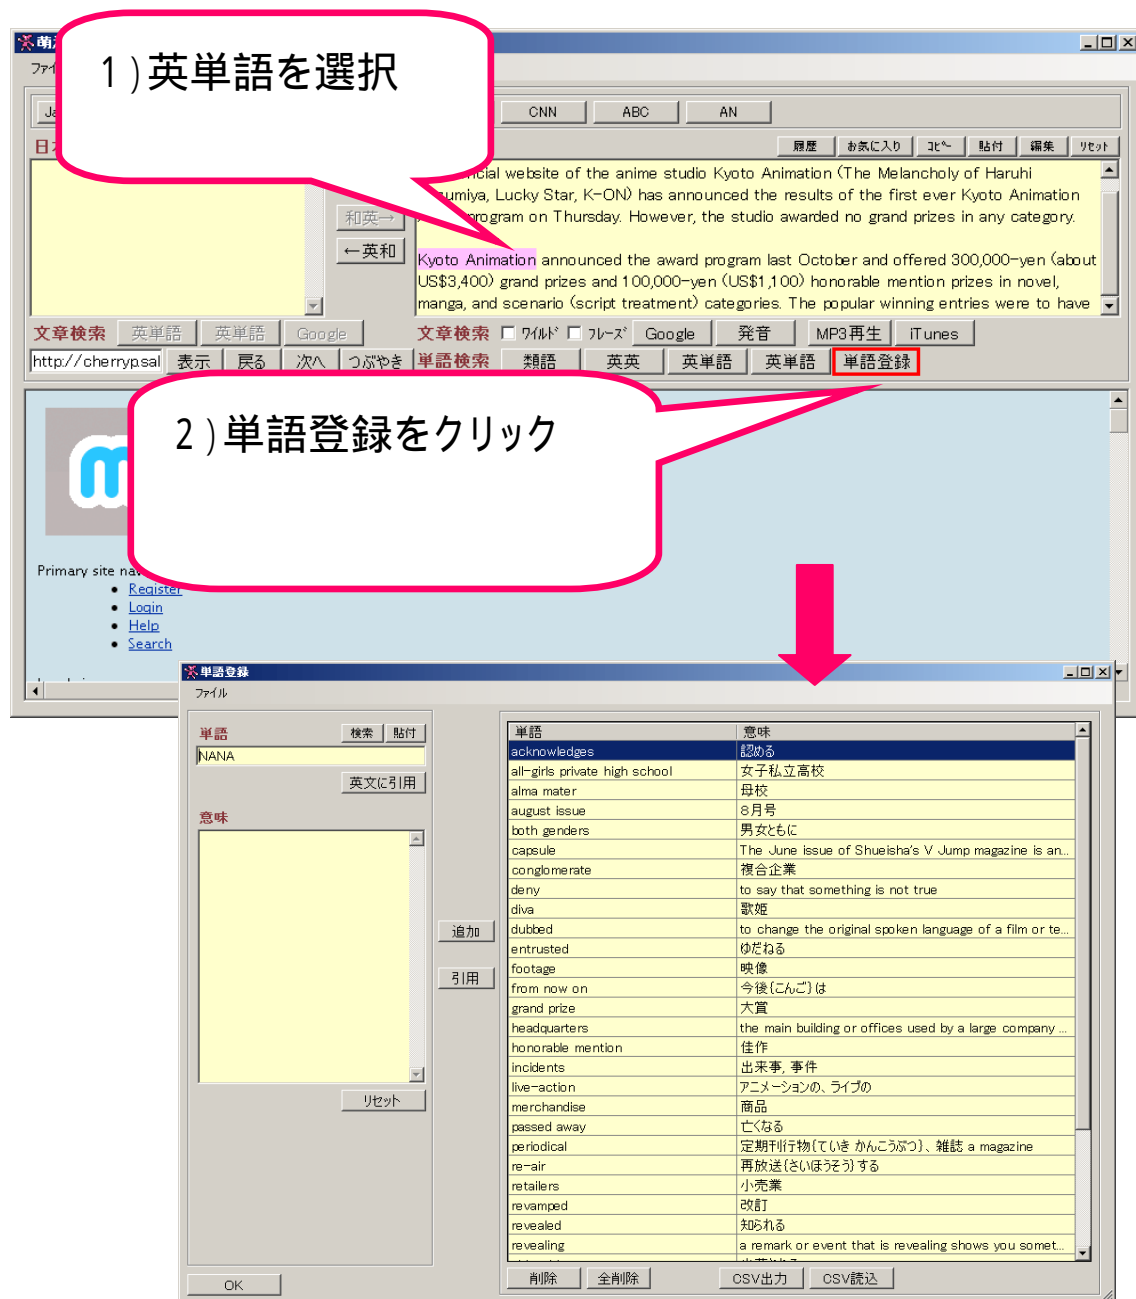 1)英単語を選択
萌
ファイ
CNN ABC AN
履歴 お気に入り ｺﾋﾟｰ 貼付 編集 ﾘｾｯﾄ
website of the anime studio Kyoto Animation (The Melancholy of Haruhi
Lucky Star, K-ON) has announced the results of the first ever Kyoto Animation
program on Thursday. However, the studio awarded no grand prizes in any category.
和英→
←英和
Kyoto Animation announced the award program last October and offered 300,000-yen (about
US$3,400) grand prizes and 100,000-yen (US$1,100) honorable mention prizes in novel,
manga, and scenario (script treatment) categories. The popular winning entries were to have
文章検索 英単語 英単語 Google 文章検索 ﾜｲﾙﾄﾞ ﾌﾚｰｽﾞ Google 発音 MP3再生 iTunes
http://cherryp.sal 表示 戻る 次へ つぶやき 単語検索 類語 英英 英単語 英単語 単語登録
2)単語登録をクリック
m
Primary site na
Register
Login
Help
Search
単語登録
ファイル
単語 検索 貼付
NANA
英文に引用
意味
追加
引用
リセット
OK
単語 意味
acknowledges 認める
all-girls private high school 女子私立高校
alma mater 母校
august issue 8月号
both genders 男女ともに
capsule The June issue of Shueisha's V Jump magazine is an...
conglomerate 複合企業
deny to say that something is not true
diva 歌姫
dubbed to change the original spoken language of a film or te...
entrusted ゆだねる
footage 映像
from now on 今後{こんご}は
grand prize 大賞
headquarters the main building or offices used by a large company ...
honorable mention 佳作
incidents 出来事, 事件
live-action アニメーションの、ライブの
merchandise 商品
passed away 亡くなる
periodical 定期刊行物{ていき かんこうぶつ}、雑誌 a magazine
re-air 再放送{さいほうそう}する
retailers 小売業
revamped 改訂
revealed 知られる
revealing a remark or event that is revealing shows you somet...
削除 全削除 CSV出力 CSV読込